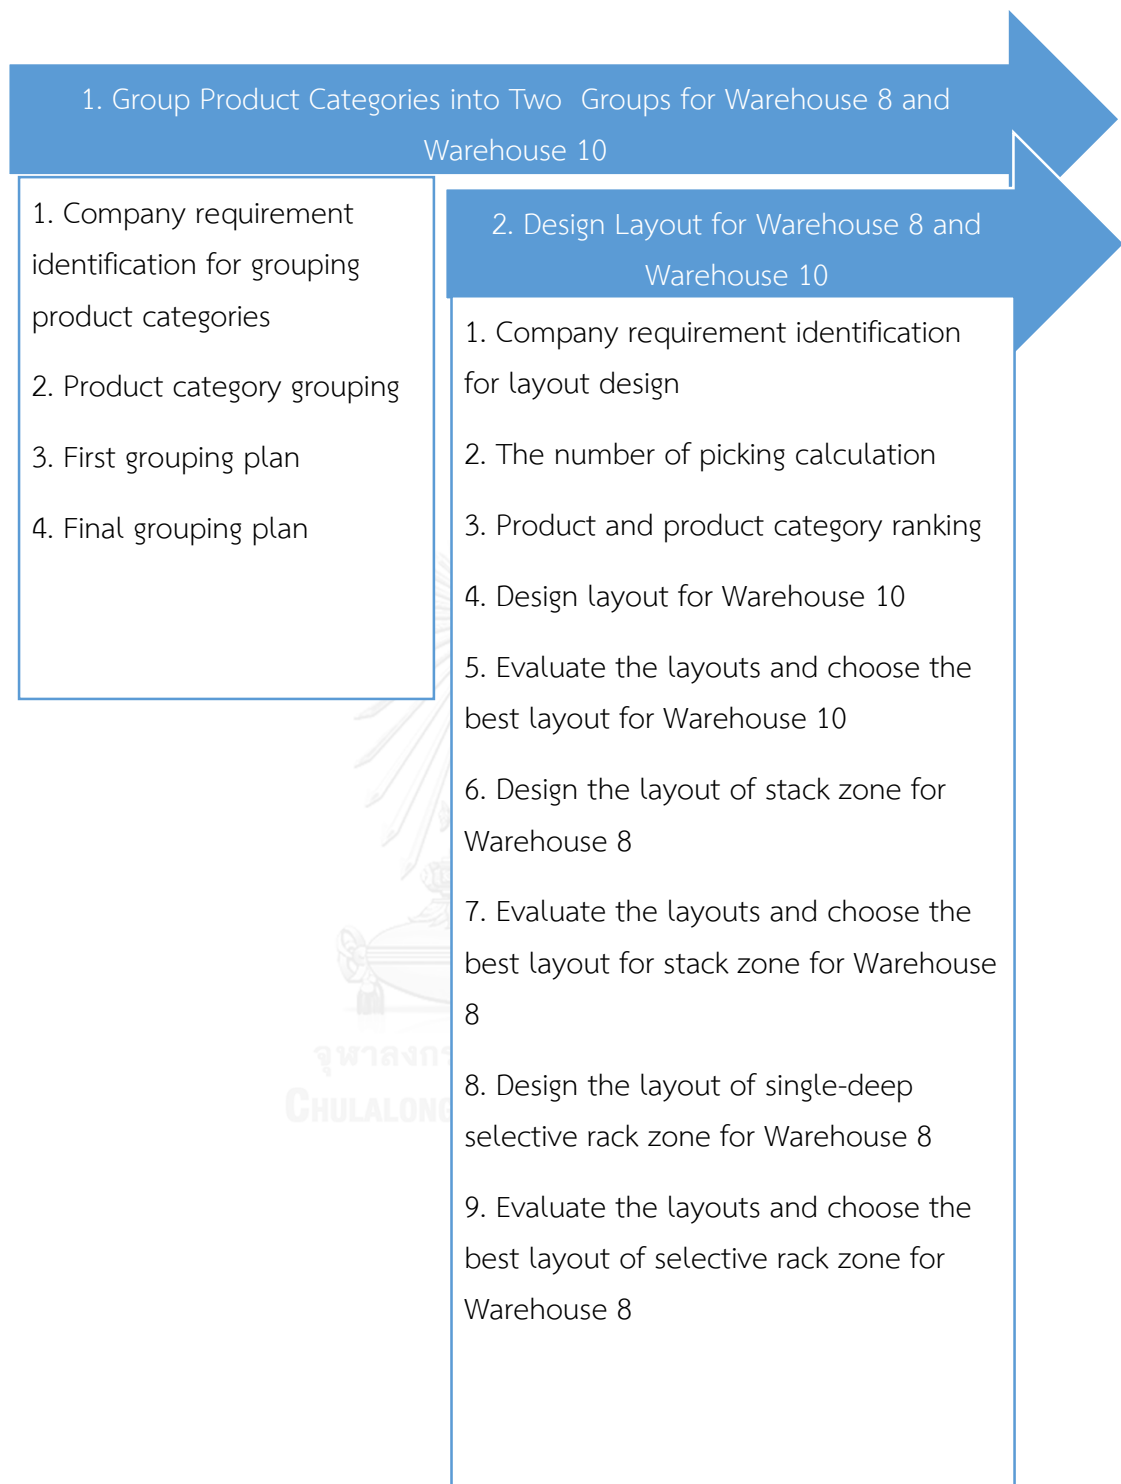 1. Group Product Categories into Two Groups for Warehouse 8 and
Warehouse 10
1. Company requirement
identification for grouping
product categories
2. Product category grouping
3. First grouping plan
4. Final grouping plan
2. Design Layout for Warehouse 8 and
Warehouse 10
1. Company requirement identification
for layout design
2. The number of picking calculation
3. Product and product category ranking
4. Design layout for Warehouse 10
5. Evaluate the layouts and choose the
best layout for Warehouse 10
6. Design the layout of stack zone for
Warehouse 8
7. Evaluate the layouts and choose the
best layout for stack zone for Warehouse
8
8. Design the layout of single-deep
selective rack zone for Warehouse 8
9. Evaluate the layouts and choose the
best layout of selective rack zone for
Warehouse 8